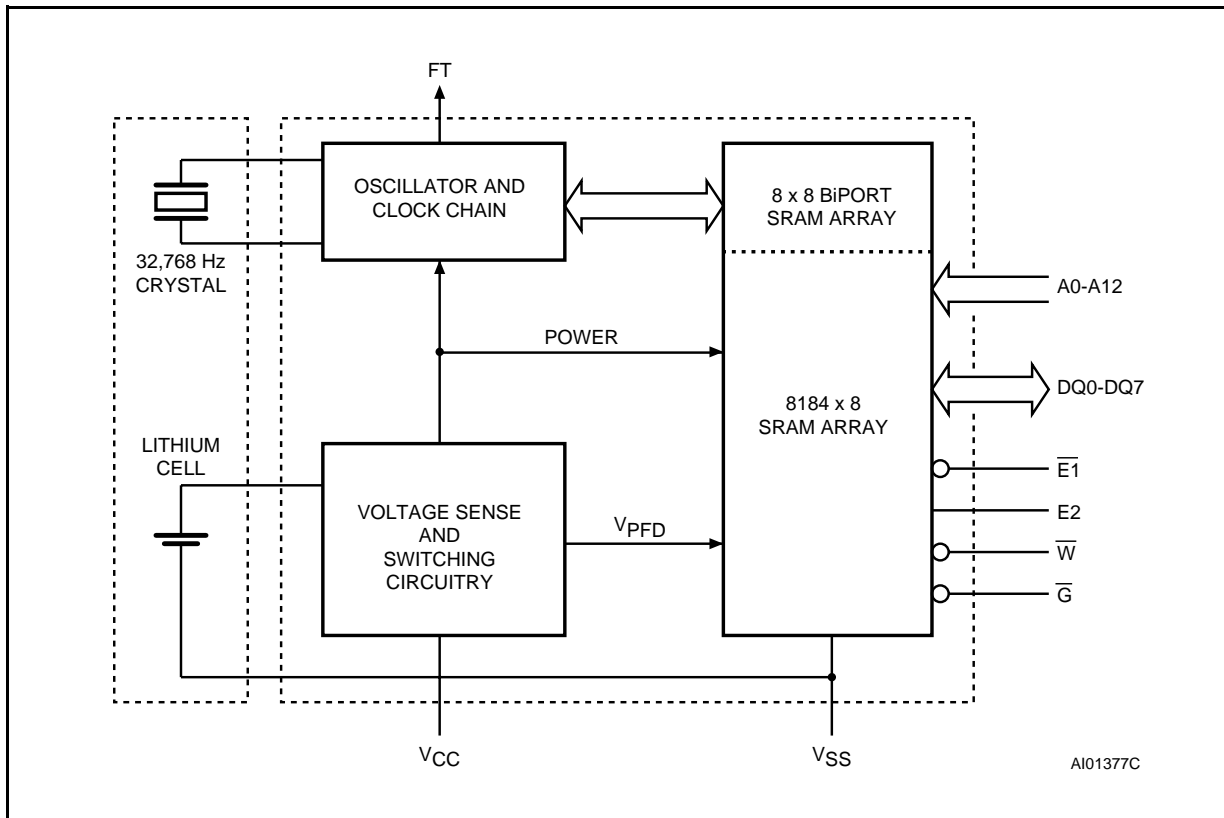 FT
OSCILLATOR AND
CLOCK CHAIN
8 x 8 BiPORT
SRAM ARRAY
32,768 Hz
CRYSTAL
A0-A12
POWER
DQ0-DQ7
8184 x 8
SRAM ARRAY
LITHIUM
CELL
E1
VOLTAGE SENSE
AND
SWITCHING
CIRCUITRY
VPFD
E2
W
G
VCC
VSS
AI01377C